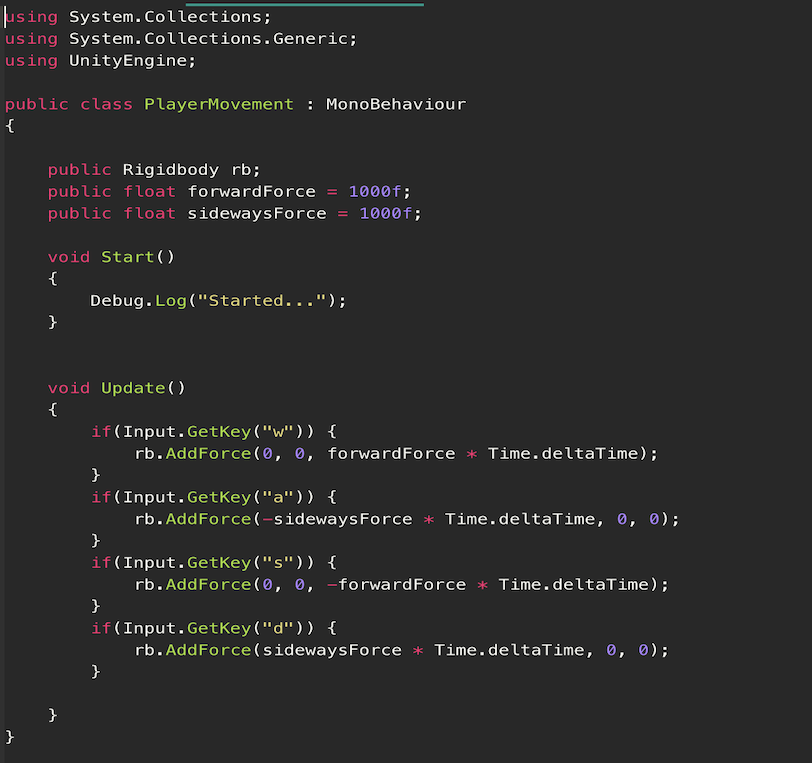 using System.Collections;
using System.Collections.Generic;
using UnityEngine;

public class PlayerMovement : MonoBehaviour
{

    public Rigidbody rb;
    public float forwardForce = 1000f;
    public float sidewaysForce = 1000f;

    void Start()
    {
        Debug.Log("Started...");
    }


    void Update()
    {
        if(Input.GetKey("w")) {
            rb.AddForce(0, 0, forwardForce * Time.deltaTime);
        }
        if(Input.GetKey("a")) {
            rb.AddForce(-sidewaysForce * Time.deltaTime, 0, 0);
        }
        if(Input.GetKey("s")) {
            rb.AddForce(0, 0, -forwardForce * Time.deltaTime);
        }
        if(Input.GetKey("d")) {
            rb.AddForce(sidewaysForce * Time.deltaTime, 0, 0);
        }

    }
}